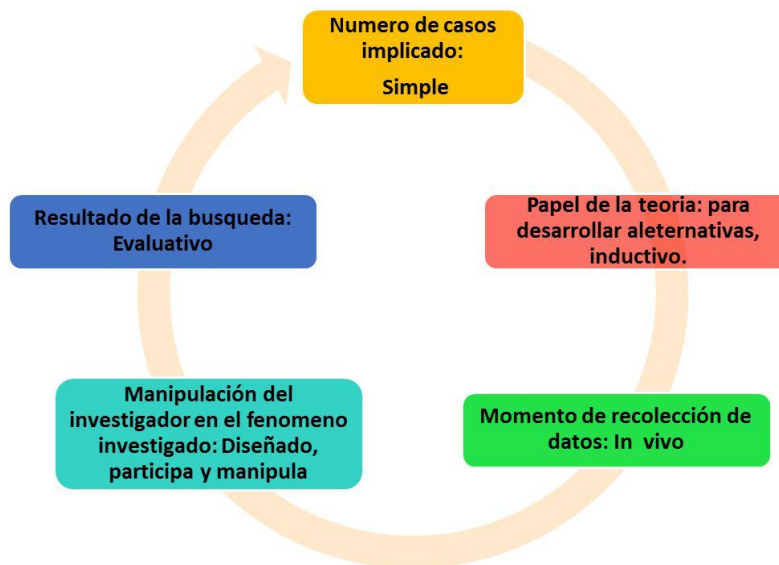 Numero de casos
implicado:
Simple
Papel de la teoria: para
desarrollar aleternativas,
inductivo.
Momento de recolección de
datos: In vivo
Manipulación del
investigador en el fenomeno
investigado: Diseñado,
participa y manipula
Resultado de la busqueda:
Evaluativo